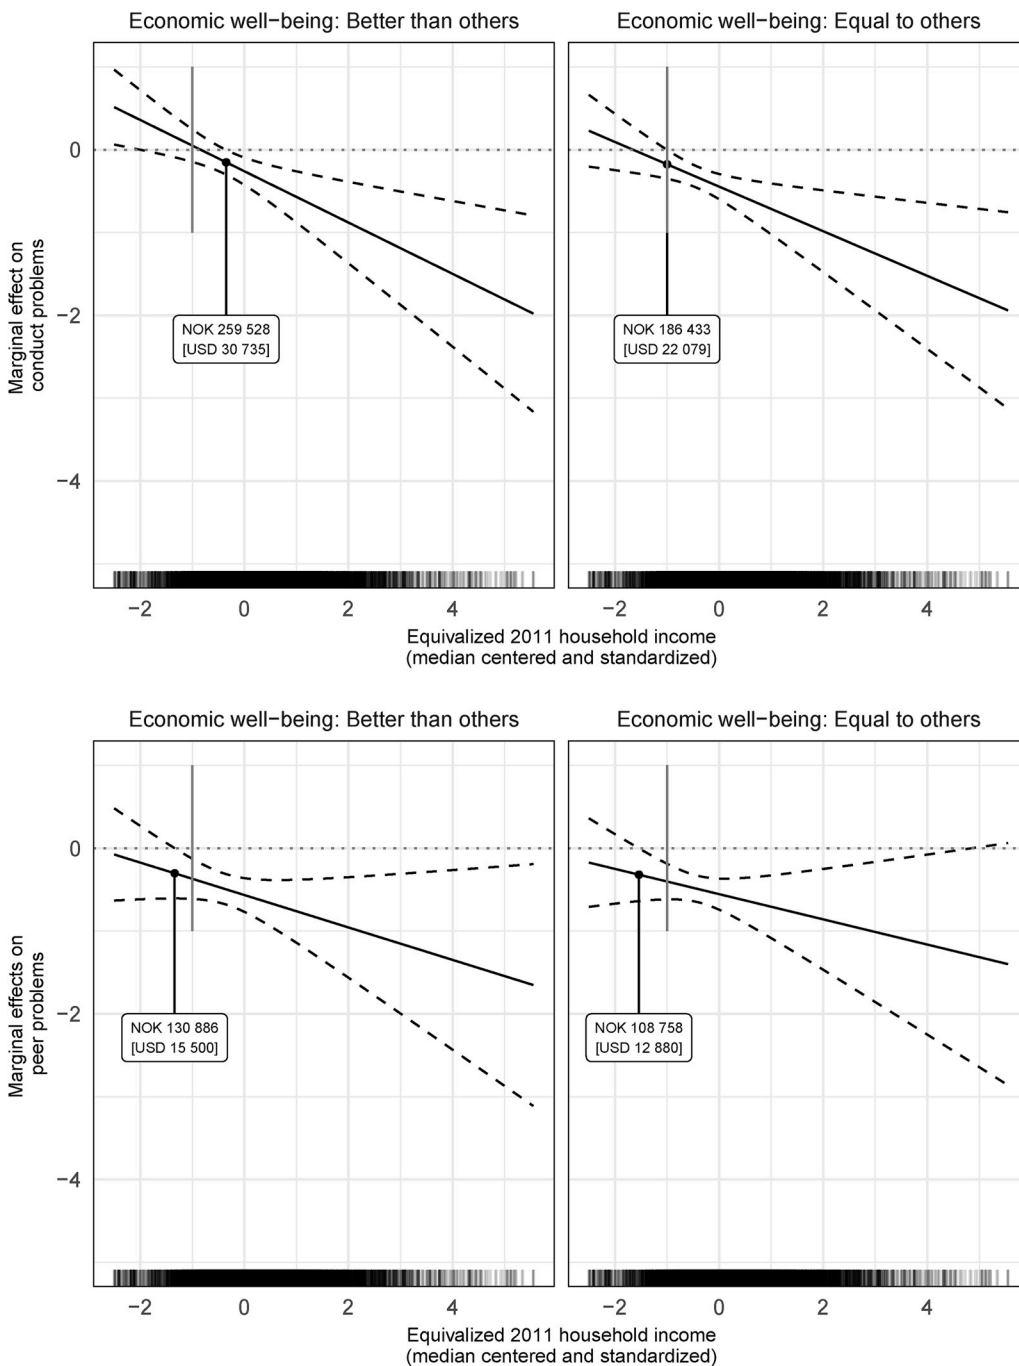 Economic well−being: Better than others
Economic well−being: Equal to others
Marginal effect on
conduct problems
0
−2
−4
NOK 259 528
[USD 30 735]
NOK 186 433
[USD 22 079]
−2 0 2 4
−2 0 2 4
Equivalized 2011 household income
(median centered and standardized)
Economic well−being: Better than others
Economic well−being: Equal to others
Marginal effects on
peer problems
0
−2
−4
NOK 130 886
[USD 15 500]
NOK 108 758
[USD 12 880]
−2 0 2 4
−2 0 2 4
Equivalized 2011 household income
(median centered and standardized)